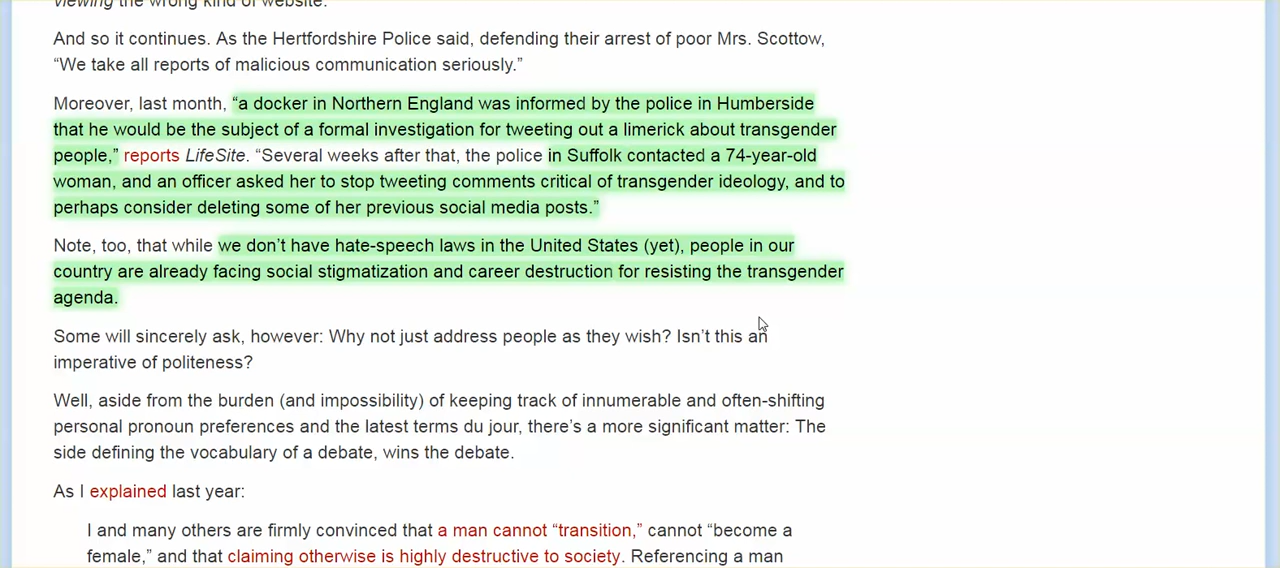 viewing the wrong kind of website.
And so it continues. As the Hertfordshire Police said, defending their arrest of poor Mrs. Scottow,
“We take all reports of malicious communication seriously.”
Moreover, last month, “a docker in Northern England was informed by the police in Humberside
that he would be the subject of a formal investigation for tweeting out a limerick about transgender
people,” reports LifeSite. “Several weeks after that, the police in Suffolk contacted a 74-year-old
woman, and an officer asked her to stop tweeting comments critical of transgender ideology, and to
perhaps consider deleting some of her previous social media posts.”
Note, too, that while we don’t have hate-speech laws in the United States (yet), people in our
country are already facing social stigmatization and career destruction for resisting the transgender
agenda.
Some will sincerely ask, however: Why not just address people as they wish? Isn’t this an
imperative of politeness?
Well, aside from the burden (and impossibility) of keeping track of innumerable and often-shifting
personal pronoun preferences and the latest terms du jour, there’s a more significant matter: The
side defining the vocabulary of a debate, wins the debate.
As I explained last year:
I and many others are firmly convinced that a man cannot “transition,” cannot “become a
female,” and that claiming otherwise is highly destructive to society. Referencing a man